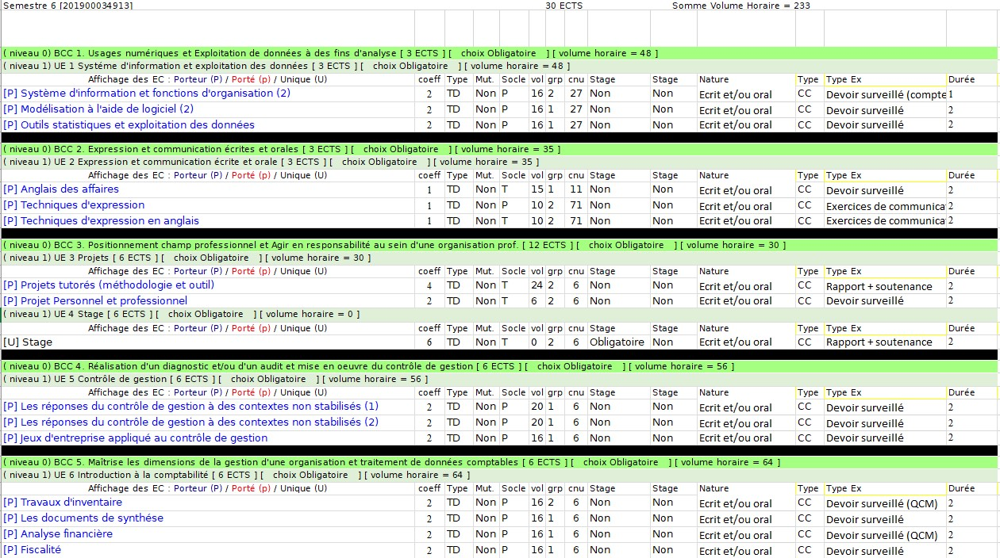 Semestre 6 [201900034913] 30 ECTS Somme Volume Horaire = 233
( niveau 0) BCC 1. Usages numériques et Exploitation de données à des fins d'analyse [ 3 ECTS ] [ choix Obligatoire ] [ volume horaire = 48 ]
( niveau 1) UE 1 Systéme d'information et exploitation des données [ 3 ECTS ] [ choix Obligatoire ] [ volume horaire = 48 ]
Affichage des EC : Porteur (P) / Porté (p) / Unique (U) coeff Type Mut. Socle vol grp cnu Stage Stage Nature Type Type Ex Durée
[P] Système d'information et fonctions d'organisation (2) 2 TD Non P 16 2 27 Non Non Ecrit et/ou oral CC Devoir surveillé (compte 1
[P] Modélisation à l'aide de logiciel (2) 2 TD Non P 16 1 27 Non Non Ecrit et/ou oral CC Devoir surveillé 2
[P] Outils statistiques et exploitation des données 2 TD Non P 16 1 27 Non Non Ecrit et/ou oral CC Devoir surveillé 2
( niveau 0) BCC 2. Expression et communication écrites et orales [ 3 ECTS ] [ choix Obligatoire ] [ volume horaire = 35 ]
( niveau 1) UE 2 Expression et communication écrite et orale [ 3 ECTS ] [ choix Obligatoire ] [ volume horaire = 35 ]
Affichage des EC : Porteur (P) / Porté (p) / Unique (U) coeff Type Mut. Socle vol grp cnu Stage Stage Nature Type Type Ex Durée
[P] Anglais des affaires 1 TD Non T 15 1 11 Non Non Ecrit et/ou oral CC Devoir surveillé 2
[P] Techniques d'expression 1 TD Non P 10 2 71 Non Non Ecrit et/ou oral CC Exercices de communica 2
[P] Techniques d'expression en anglais 1 TD Non T 10 2 71 Non Non Ecrit et/ou oral CC Exercices de communica 2
( niveau 0) BCC 3. Positionnement champ professionnel et Agir en responsabilité au sein d'une organisation prof. [ 12 ECTS ] [ choix Obligatoire ] [ volume horaire = 30 ]
( niveau 1) UE 3 Projets [ 6 ECTS ] [ choix Obligatoire ] [ volume horaire = 30 ]
Affichage des EC : Porteur (P) / Porté (p) / Unique (U) coeff Type Mut. Socle vol grp cnu Stage Stage Nature Type Type Ex Durée
[P] Projets tutorés (méthodologie et outil) 4 TD Non T 24 2 6 Non Non Ecrit et/ou oral CC Rapport + soutenance 2
[P] Projet Personnel et professionnel 2 TD Non T 6 2 6 Non Non Ecrit et/ou oral CC Devoir surveillé 2
( niveau 1) UE 4 Stage [ 6 ECTS ] [ choix Obligatoire ] [ volume horaire = 0 ]
Affichage des EC : Porteur (P) / Porté (p) / Unique (U) coeff Type Mut. Socle vol grp cnu Stage Stage Nature Type Type Ex Durée
[U] Stage 6 TD Non T 0 2 6 Obligatoire Non Ecrit et/ou oral CC Rapport + soutenance 2
( niveau 0) BCC 4. Réalisation d'un diagnostic et/ou d'un audit et mise en oeuvre du contrôle de gestion [ 6 ECTS ] [ choix Obligatoire ] [ volume horaire = 56 ]
( niveau 1) UE 5 Contrôle de gestion [ 6 ECTS ] [ choix Obligatoire ] [ volume horaire = 56 ]
Affichage des EC : Porteur (P) / Porté (p) / Unique (U) coeff Type Mut. Socle vol grp cnu Stage Stage Nature Type Type Ex Durée
[P] Les réponses du contrôle de gestion à des contextes non stabilisés (1) 2 TD Non P 20 1 6 Non Non Ecrit et/ou oral CC Devoir surveillé 2
[P] Les réponses du contrôle de gestion à des contextes non stabilisés (2) 2 TD Non P 20 1 6 Non Non Ecrit et/ou oral CC Devoir surveillé 2
[P] Jeux d'entreprise appliqué au contrôle de gestion 2 TD Non P 16 1 6 Non Non Ecrit et/ou oral CC Devoir surveillé 2
( niveau 0) BCC 5. Maîtrise les dimensions de la gestion d'une organisation et traitement de données comptables [ 6 ECTS ] [ choix Obligatoire ] [ volume horaire = 64 ]
( niveau 1) UE 6 Introduction à la comptabilité [ 6 ECTS ] [ choix Obligatoire ] [ volume horaire = 64 ]
Affichage des EC : Porteur (P) / Porté (p) / Unique (U) coeff Type Mut. Socle vol grp cnu Stage Stage Nature Type Type Ex Durée
[P] Travaux d'inventaire 2 TD Non P 16 2 6 Non Non Ecrit et/ou oral CC Devoir surveillé (QCM) 2
[P] Les documents de synthése 2 TD Non P 16 1 6 Non Non Ecrit et/ou oral CC Devoir surveillé 2
[P] Analyse financière 2 TD Non P 16 1 6 Non Non Ecrit et/ou oral CC Devoir surveillé (QCM) 2
[P] Fiscalité 2 TD Non P 16 1 6 Non Non Ecrit et/ou oral CC Devoir surveillé 2